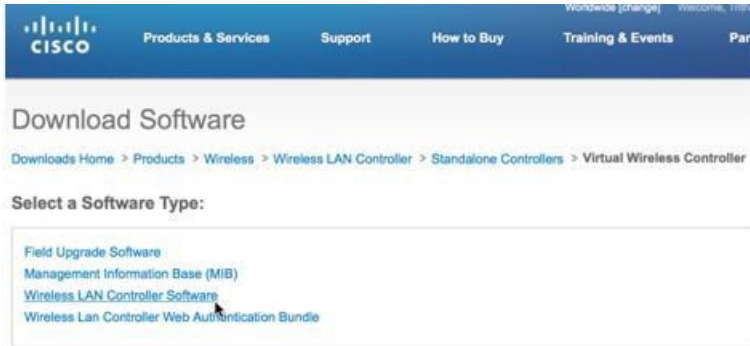 Worldwide [change] Welcome,
CISCO
Products & Services Support How to Buy Training & Events
Download Software
Downloads Home > Products > Wireless > Wireless LAN Controller > Standalone Controllers > Virtual Wireless Controller
Select a Software Type:
Field Upgrade Software
Management Information Base (MIB)
Wireless LAN Controller Software
Wireless Lan Controller Web Authentication Bundle